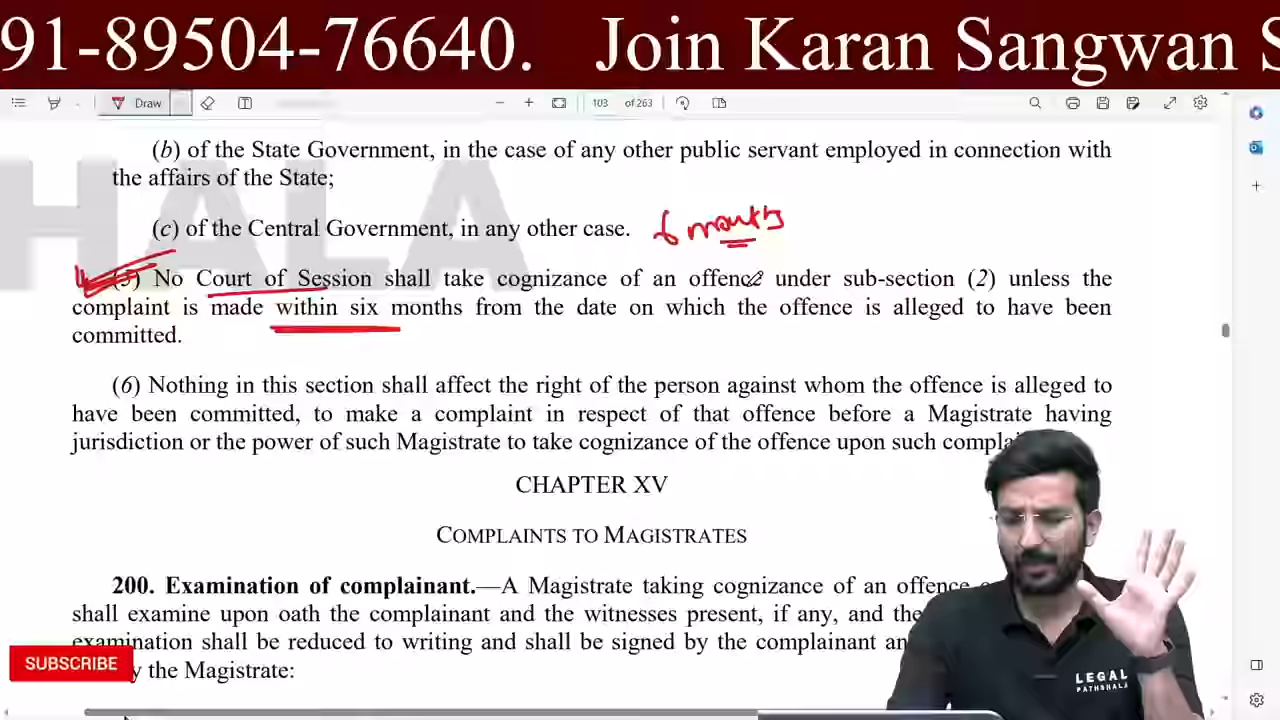 91-89504-76640. Join Karan Sangwan S
Draw
103 of 263
(b) of the State Government, in the case of any other public servant employed in connection with
the affairs of the State;
(c) of the Central Government, in any other case. 6 months
(5) No Court of Session shall take cognizance of an offence under sub-section (2) unless the
complaint is made within six months from the date on which the offence is alleged to have been
committed.
(6) Nothing in this section shall affect the right of the person against whom the offence is alleged to
have been committed, to make a complaint in respect of that offence before a Magistrate having
jurisdiction or the power of such Magistrate to take cognizance of the offence upon such
CHAPTER XV
COMPLAINTS TO MAGISTRATES
200. Examination of complainant.—A Magistrate taking cognizance of an offence
shall examine upon oath the complainant and the witnesses present, if any, and the
examination shall be reduced to writing and shall be signed by the complainant
the Magistrate:
SUBSCRIBE
LEGAL
PATHSHALA
HALA